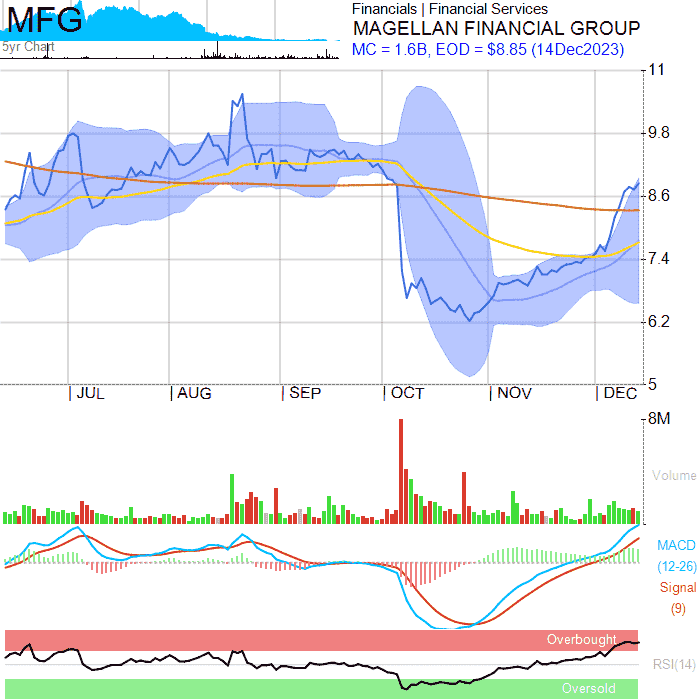 MFG
5yr Chart
Financials | Financial Services
MAGELLAN FINANCIAL GROUP
MC = 1.6B, EOD = $8.85 (14Dec2023)
11
9.8
8.6
7.4
6.2
5
JUL AUG SEP OCT NOV DEC
8M
Volume
MACD
(12-26)
Signal
(9)
Overbought
RSI(14)
Oversold